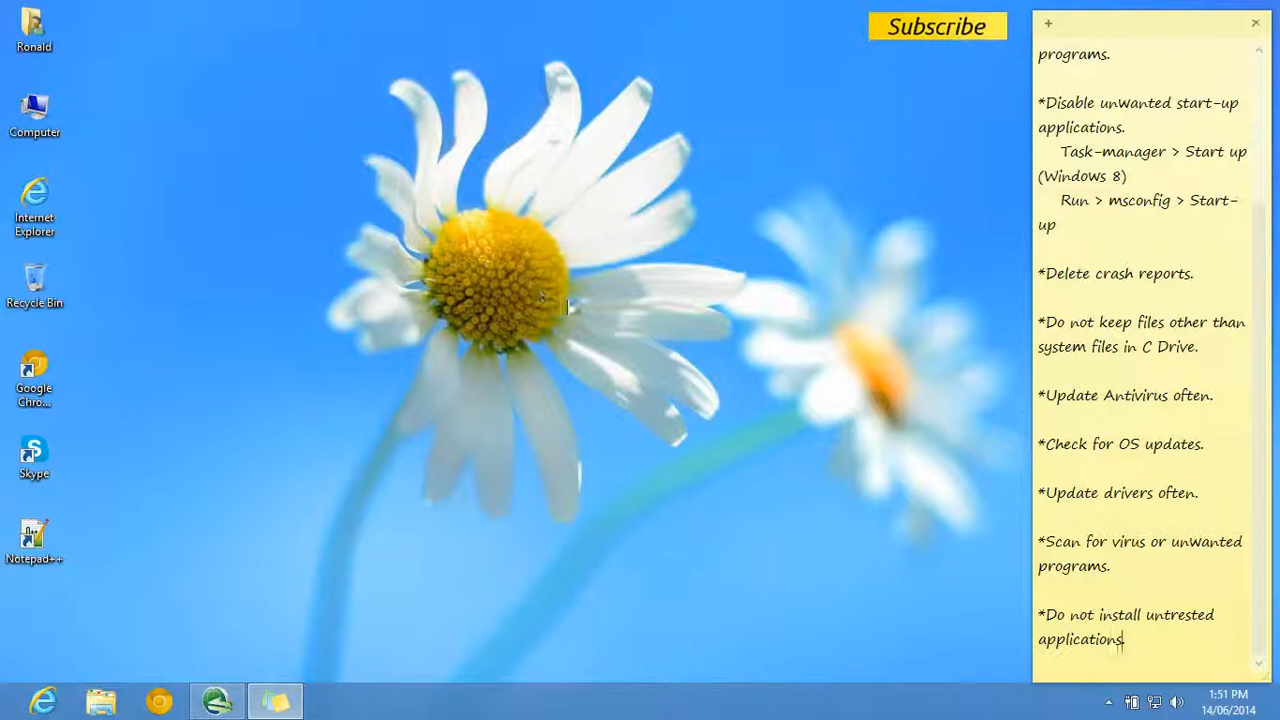 Ronald
Computer
Internet
Explorer
Recycle Bin
Google
Chro...
Skype
Notepad++
Subscribe
programs.
*Disable unwanted start-up
applications.
Task-manager > Start up
(Windows 8)
Run > msconfig > Start-
up
*Delete crash reports.
*Do not keep files other than
system files in C Drive.
*Update Antivirus often.
*Check for OS updates.
*Update drivers often.
*Scan for virus or unwanted
programs.
*Do not install untrested
applications.
1:51 PM
14/06/2014